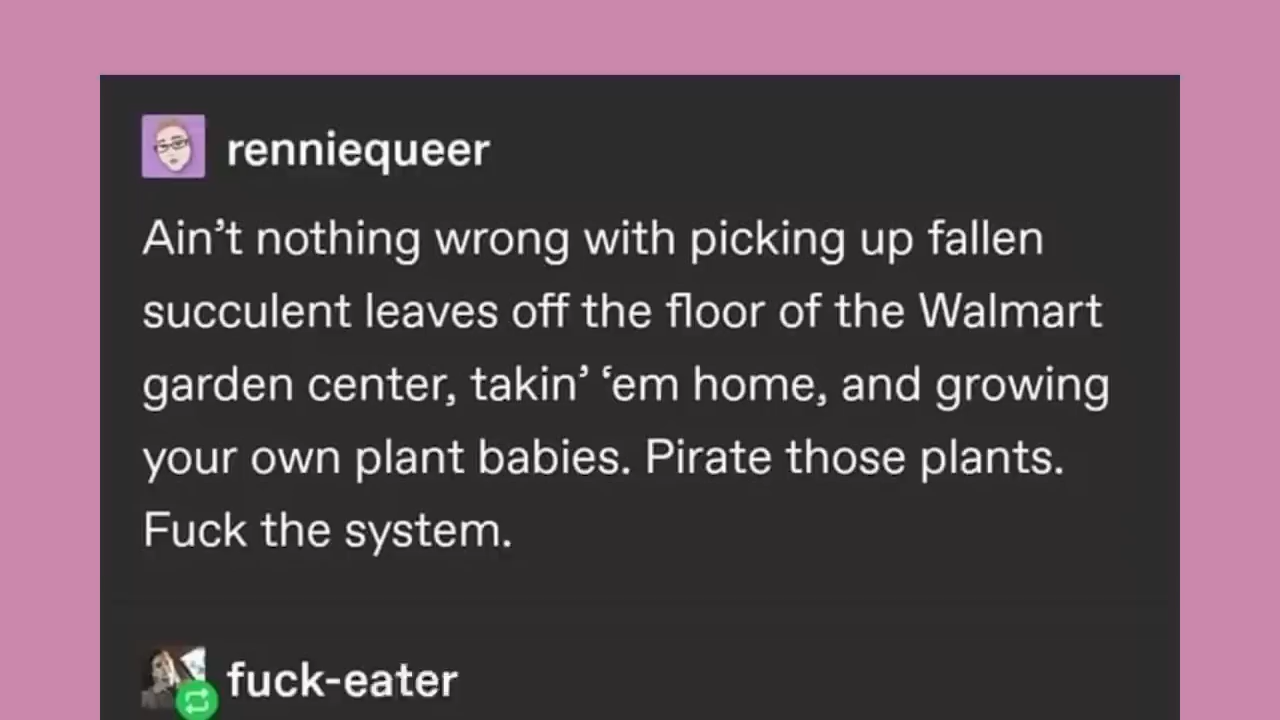 renniequeer
Ain’t nothing wrong with picking up fallen
succulent leaves off the floor of the Walmart
garden center, takin’ ‘em home, and growing
your own plant babies. Pirate those plants.
Fuck the system.
fuck-eater